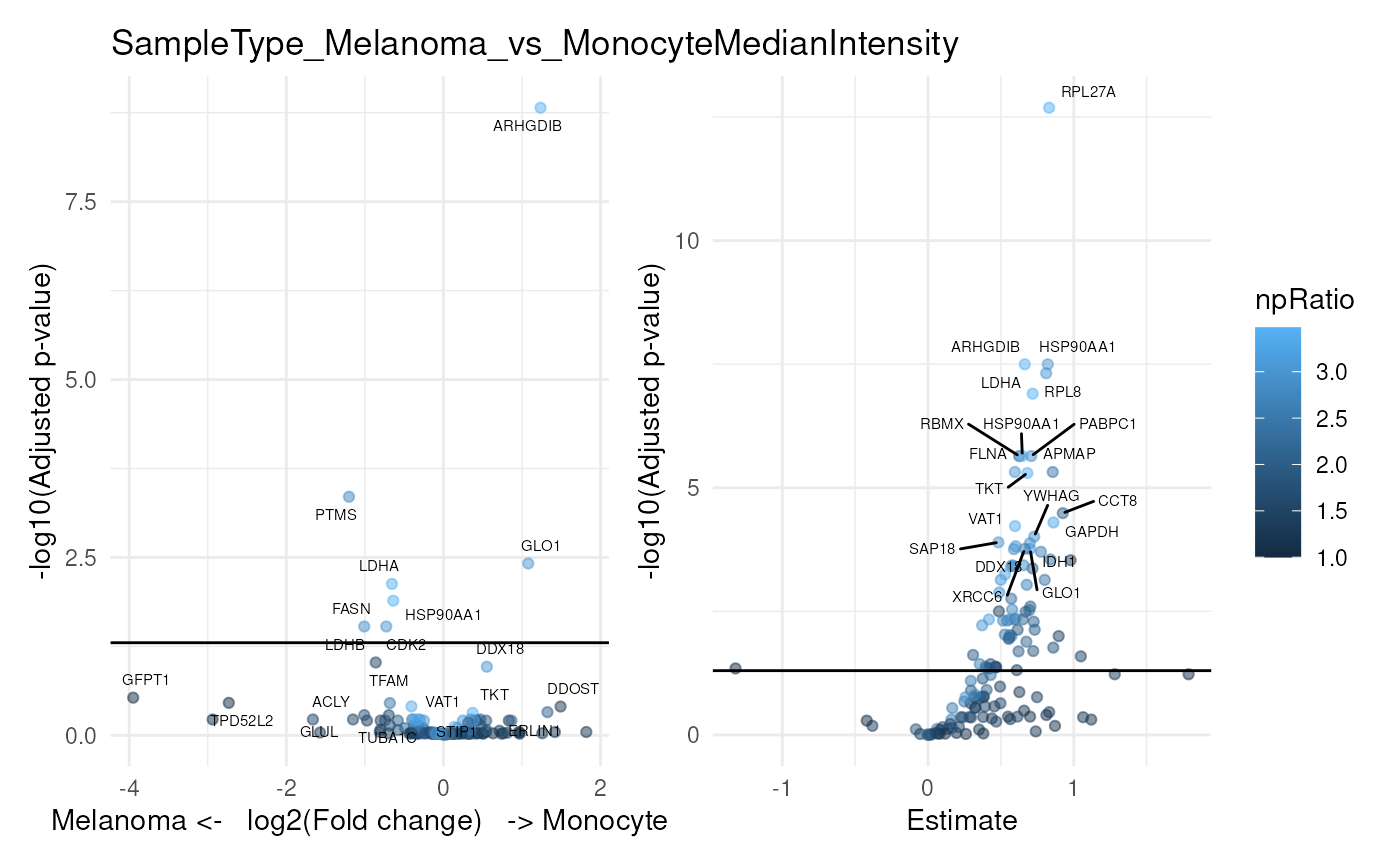 SampleType_Melanoma_vs_MonocyteMedianIntensity
-log10(Adjusted p-value)
7.5
5.0
2.5
0.0
ARHGDIB
PTMS
GLO1
LDHA
FASN
HSP90AA1
LDHB
CDK2
DDX18
GFPT1
TFAM
DDOST
ACLY
VAT1
TKT
TPD52L2
GLUL
TUBA1C
STIP1
ERLIN1
-4
-2
0
2
Melanoma <- log2(Fold change) -> Monocyte
-log10(Adjusted p-value)
10
5
0
RPL27A
ARHGDIB
HSP90AA1
LDHA
RPL8
RBMX
HSP90AA1
PABPC1
FLNA
APMAP
TKT
YWHAG
CCT8
VAT1
GAPDH
SAP18
DDX18
IDH1
XRCC6
GLO1
-1
0
1
Estimate
npRatio
3.0
2.5
2.0
1.5
1.0